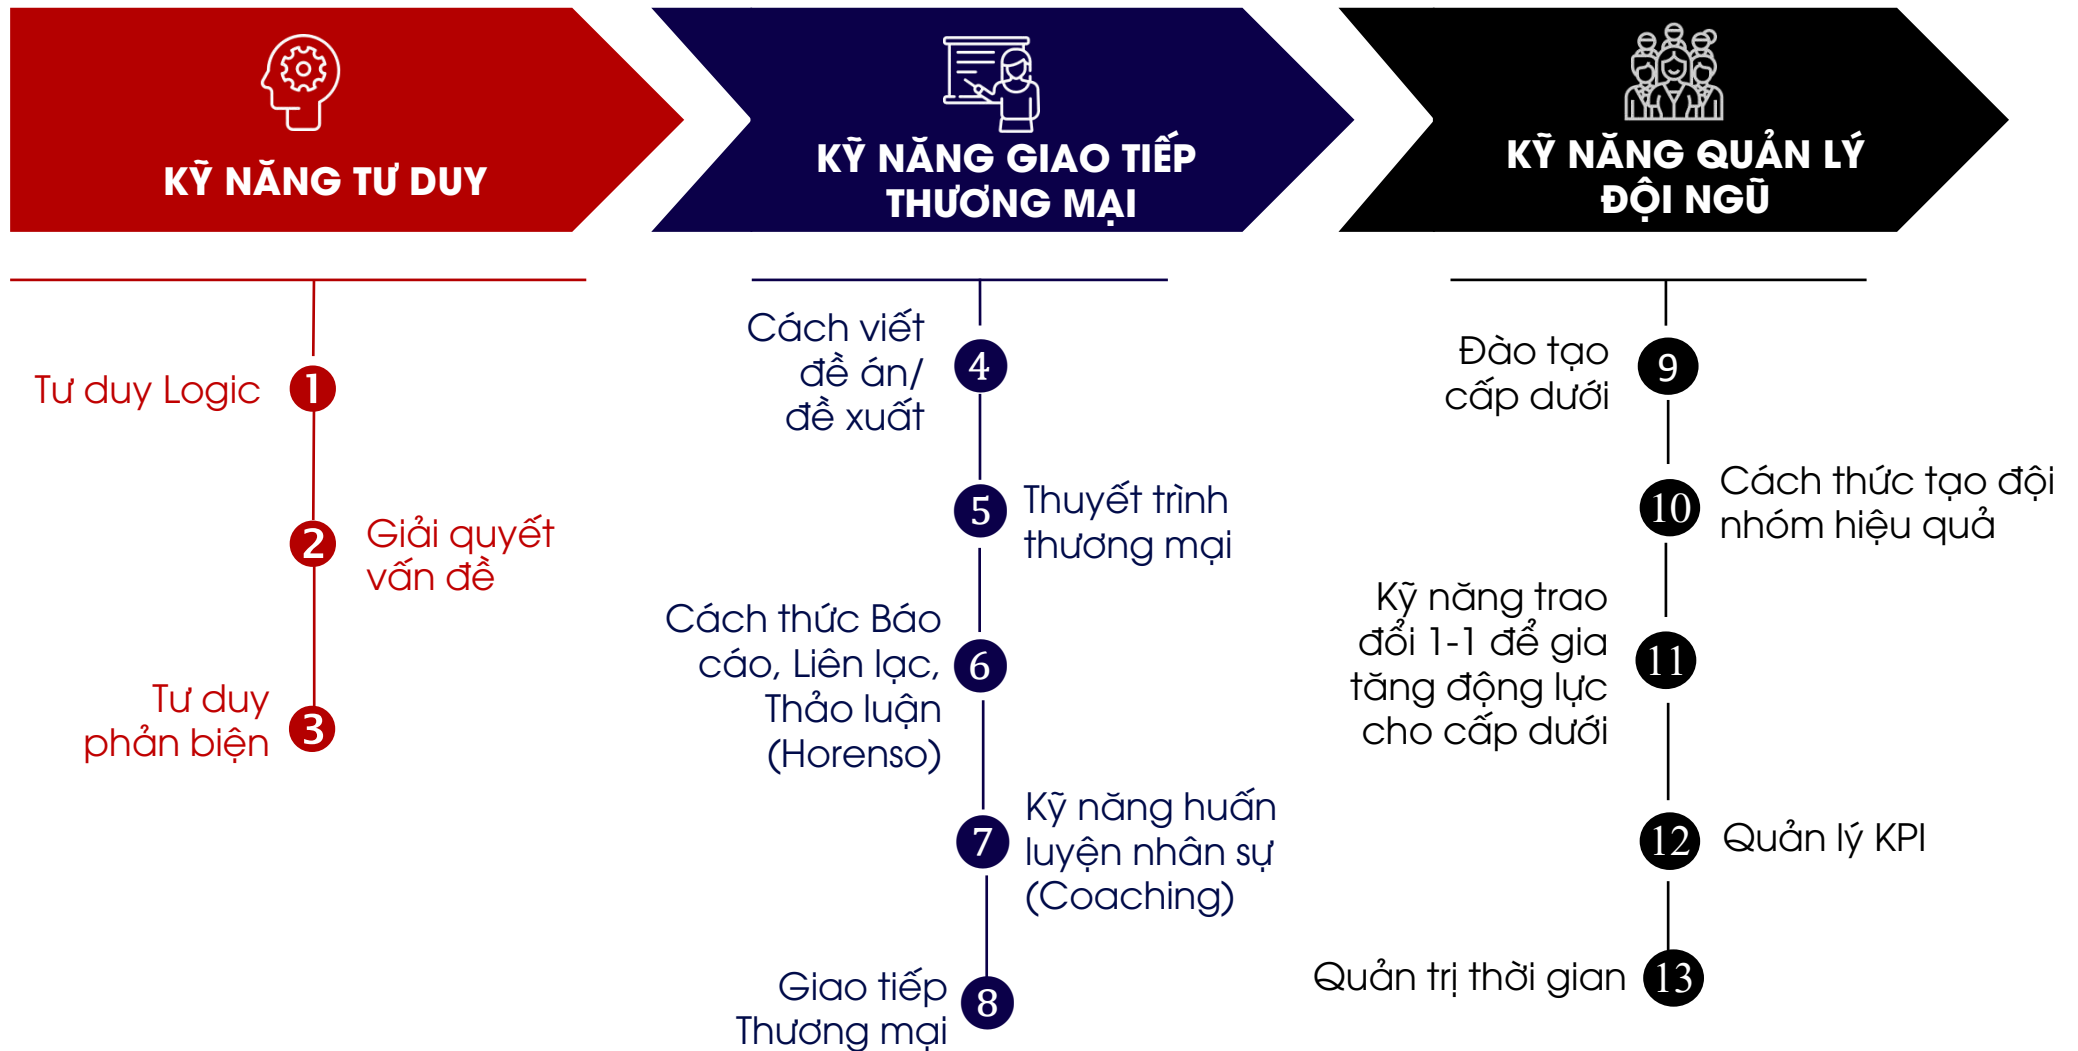 KỸ NĂNG TƯ DUY
Tư duy Logic
1
2
Giải quyết
vấn đề
Tư duy
phản biện
3
KỸ NĂNG GIAO TIẾP
THƯƠNG MẠI
Cách viết
đề án/
đề xuất
4
5
Thuyết trình
thương mại
Cách thức Báo
cáo, Liên lạc,
Thảo luận
(Horenso)
6
7
Kỹ năng huấn
luyện nhân sự
(Coaching)
Giao tiếp
Thương mại
8
KỸ NĂNG QUẢN LÝ
ĐỘI NGŨ
Đào tạo
cấp dưới
9
10
Cách thức tạo đội
nhóm hiệu quả
Kỹ năng trao
đổi 1-1 để gia
tăng động lực
cho cấp dưới
11
12
Quản lý KPI
Quản trị thời gian
13